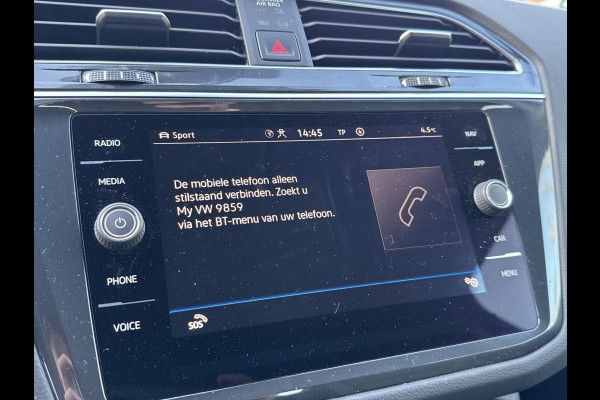 AIR BAG
RADIO
MEDIA
PHONE
VOICE
Sport 14:45 TP 4.5°C
De mobiele telefoon alleen
stilstaand verbinden. Zoekt u
My VW 9859
via het BT-menu van uw telefoon.
SOS
NAV
APP
CAR
MENU